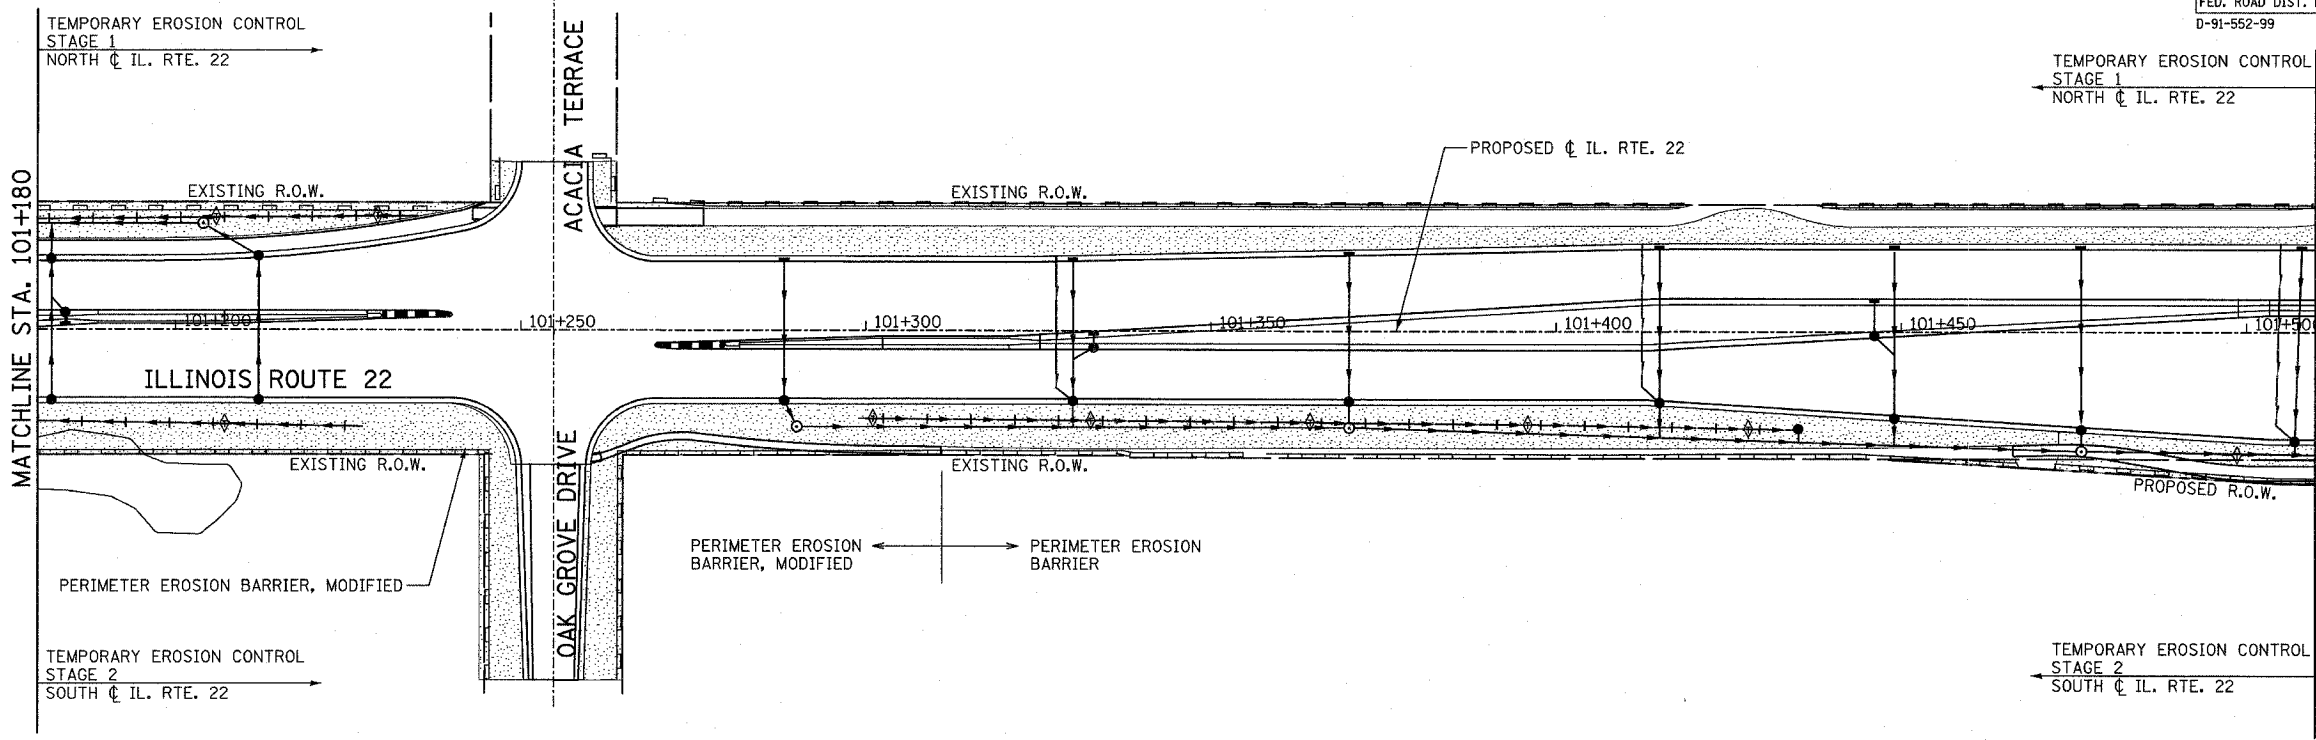 FED. ROAD DIST.
D-91-552-99
TEMPORARY EROSION CONTROL
STAGE 1
NORTH ℄ IL. RTE. 22
TEMPORARY EROSION CONTROL
STAGE 1
NORTH ℄ IL. RTE. 22
ACACIA TERRACE
PROPOSED ℄ IL. RTE. 22
MATCHLINE STA. 101+180
EXISTING R.O.W.
EXISTING R.O.W.
101+200
101+250
101+300
101+350
101+400
101+450
101+500
ILLINOIS ROUTE 22
EXISTING R.O.W.
EXISTING R.O.W.
PROPOSED R.O.W.
OAK GROVE DRIVE
PERIMETER EROSION
BARRIER, MODIFIED
PERIMETER EROSION
BARRIER
PERIMETER EROSION BARRIER, MODIFIED
TEMPORARY EROSION CONTROL
STAGE 2
SOUTH ℄ IL. RTE. 22
TEMPORARY EROSION CONTROL
STAGE 2
SOUTH ℄ IL. RTE. 22